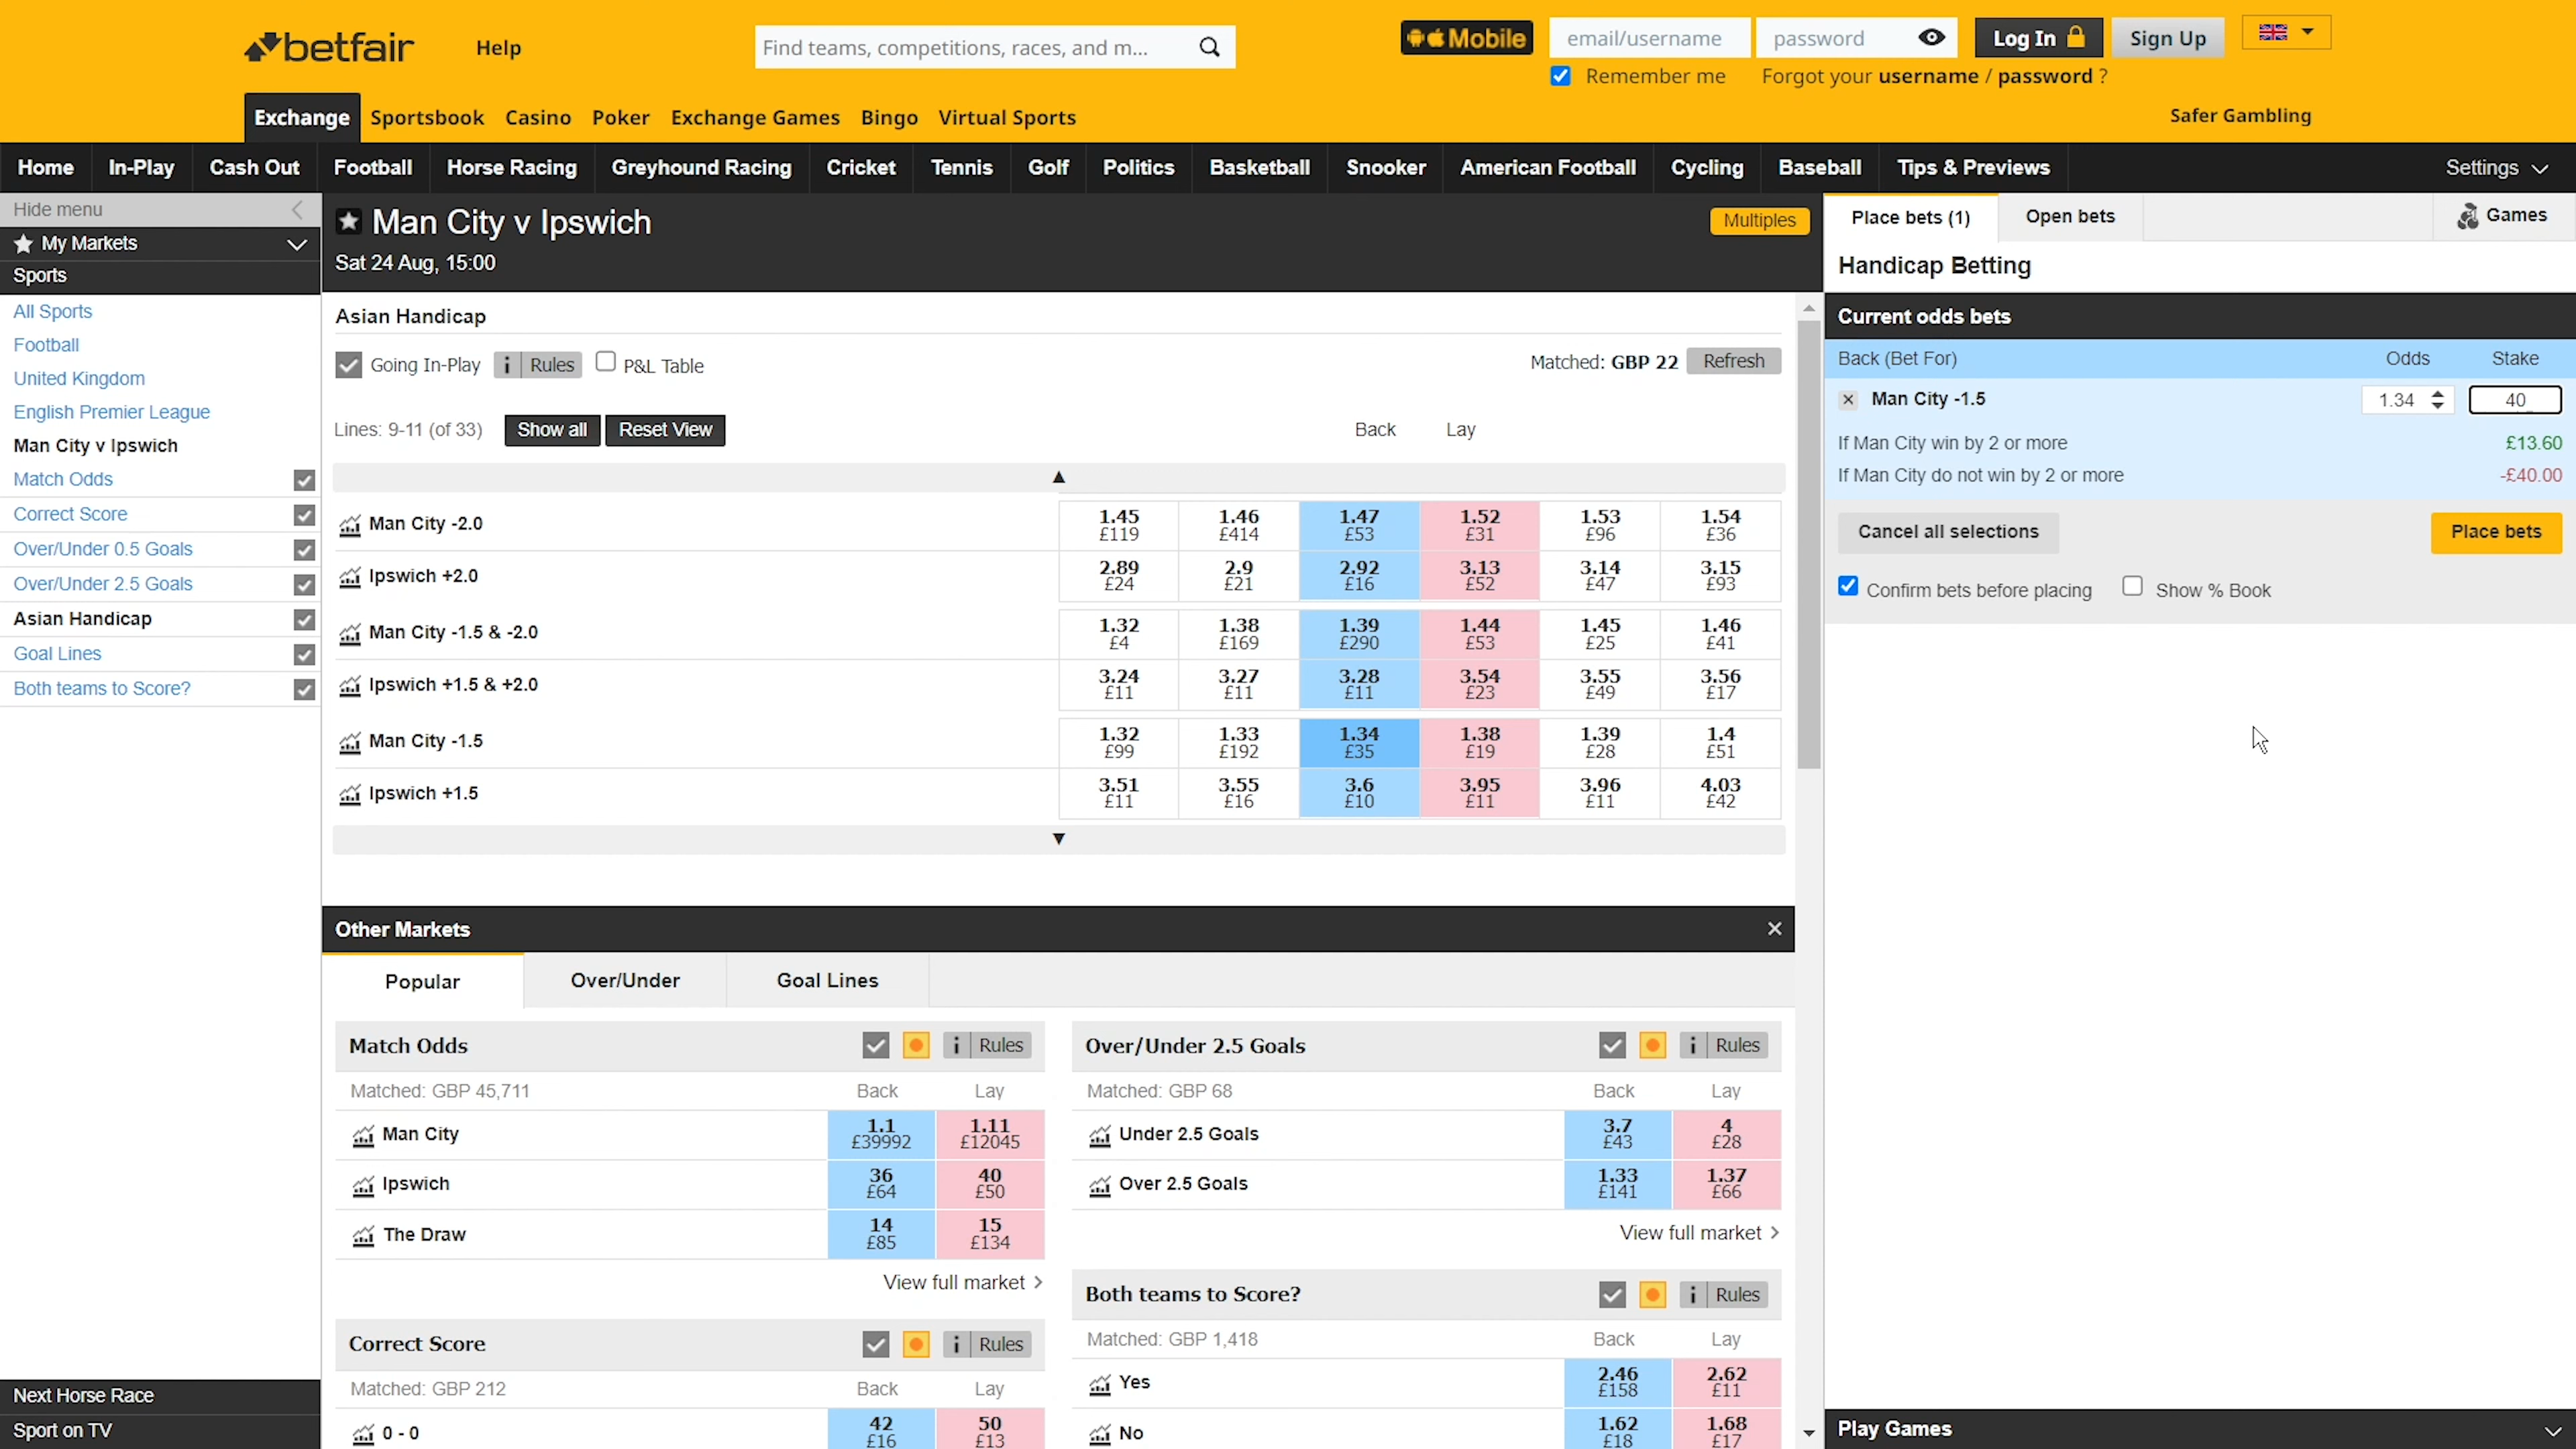 betfair
Help
Find teams, competitions, races, and m...
Mobile
email/username
password
Log In
Sign Up
Remember me
Forgot your username / password ?
Exchange
Sportsbook
Casino
Poker
Exchange Games
Bingo
Virtual Sports
Safer Gambling
Home
In-Play
Cash Out
Football
Horse Racing
Greyhound Racing
Cricket
Tennis
Golf
Politics
Basketball
Snooker
American Football
Cycling
Baseball
Tips & Previews
Settings
Hide menu
My Markets
Sports
All Sports
Football
United Kingdom
English Premier League
Man City v Ipswich
Match Odds
Correct Score
Over/Under 0.5 Goals
Over/Under 2.5 Goals
Asian Handicap
Goal Lines
Both teams to Score?
Next Horse Race
Sport on TV
Man City v Ipswich
Multiples
Sat 24 Aug, 15:00
Asian Handicap
Going In-Play
i Rules
P&L Table
Matched: GBP 22
Refresh
Lines: 9-11 (of 33)
Show all
Reset View
Back Lay
Man City -2.0
1.45 1.46 1.47 1.52 1.53 1.54
£119 £414 £53 £31 £96 £36
Ipswich +2.0
2.89 2.9 2.92 3.13 3.14 3.15
£24 £21 £16 £52 £47 £93
Man City -1.5 & -2.0
1.32 1.38 1.39 1.44 1.45 1.46
£4 £169 £290 £53 £25 £41
Ipswich +1.5 & +2.0
3.24 3.27 3.28 3.54 3.55 3.56
£11 £11 £11 £23 £49 £17
Man City -1.5
1.32 1.33 1.34 1.38 1.39 1.4
£99 £192 £35 £19 £28 £51
Ipswich +1.5
3.51 3.55 3.6 3.95 3.96 4.03
£11 £16 £10 £11 £11 £42
Other Markets
Popular
Over/Under
Goal Lines
Match Odds
i Rules
Matched: GBP 45,711 Back Lay
Man City
1.1 1.11
£39992 £12045
Ipswich
36 40
£64 £50
The Draw
14 15
£85 £134
View full market
Correct Score
i Rules
Matched: GBP 212 Back Lay
0 - 0
42 50
£16 £13
Over/Under 2.5 Goals
i Rules
Matched: GBP 68 Back Lay
Under 2.5 Goals
3.7 4
£43 £28
Over 2.5 Goals
1.33 1.37
£141 £66
View full market
Both teams to Score?
i Rules
Matched: GBP 1,418 Back Lay
Yes
2.46 2.62
£158 £11
No
1.62 1.68
£18 £17
Place bets (1)
Open bets
Games
Handicap Betting
Current odds bets
Back (Bet For) Odds Stake
Man City -1.5 1.34 40
If Man City win by 2 or more £13.60
If Man City do not win by 2 or more -£40.00
Cancel all selections
Place bets
Confirm bets before placing
Show % Book
Play Games